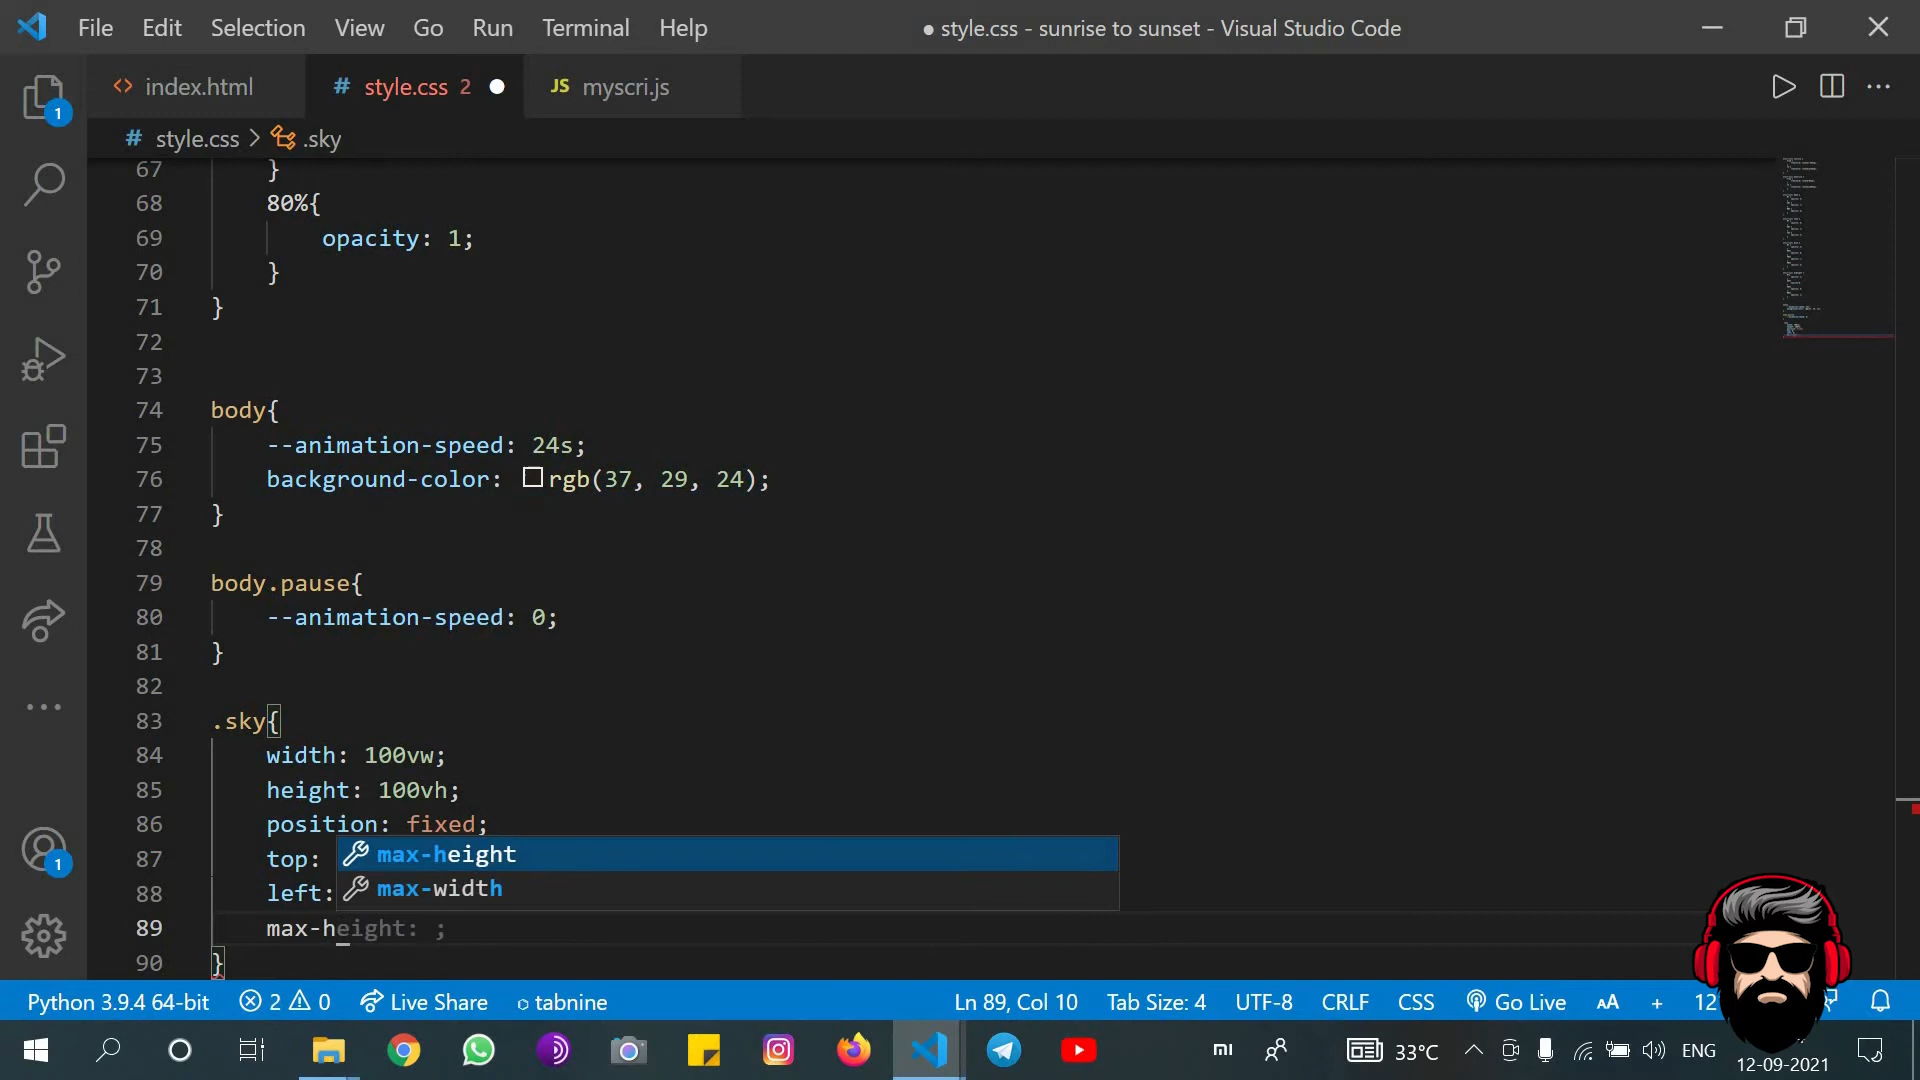 File Edit Selection View Go Run Terminal Help ● style.css - sunrise to sunset - Visual Studio Code
<> index.html # style.css 2 JS myscri.js
1
# style.css > .sky
67 }
68 80%{
69 opacity: 1;
70 }
71 }
72
73
74 body{
75 --animation-speed: 24s;
76 background-color: rgb(37, 29, 24);
77 }
78
79 body.pause{
80 --animation-speed: 0;
81 }
82
83 .sky{
84 width: 100vw;
85 height: 100vh;
86 position: fixed;
87 top: max-height
88 left: max-width
89 max-height: ;
90 }
1
Python 3.9.4 64-bit 2 0 Live Share tabnine Ln 89, Col 10 Tab Size: 4 UTF-8 CRLF CSS Go Live AA + 12
MI 33°C ENG
12-09-2021